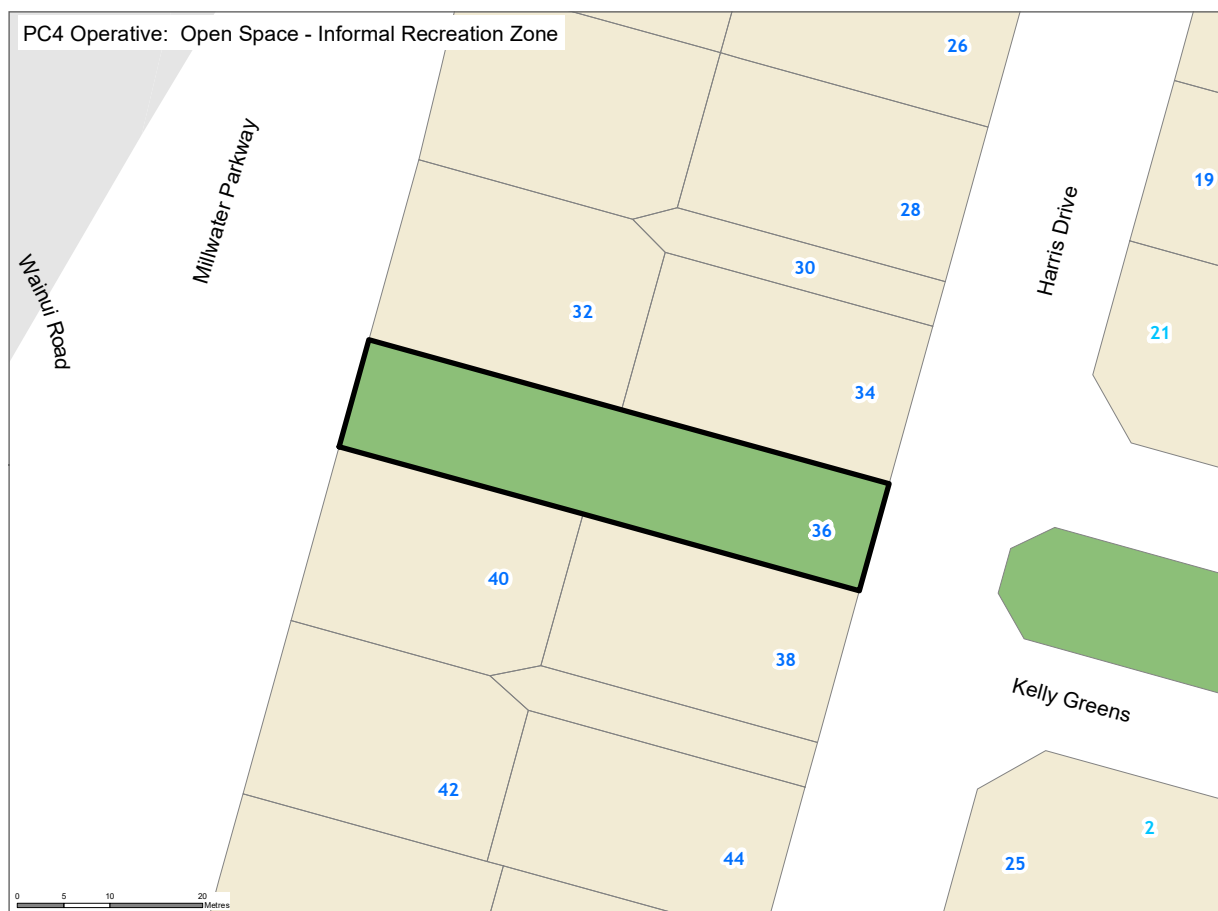 PC4 Operative: Open Space - Informal Recreation Zone
26
19
28
Millwater Parkway
Harris Drive
30
Wainui Road
32
21
34
36
40
38
Kelly Greens
42
2
44
25
0 5 10 20
Metres